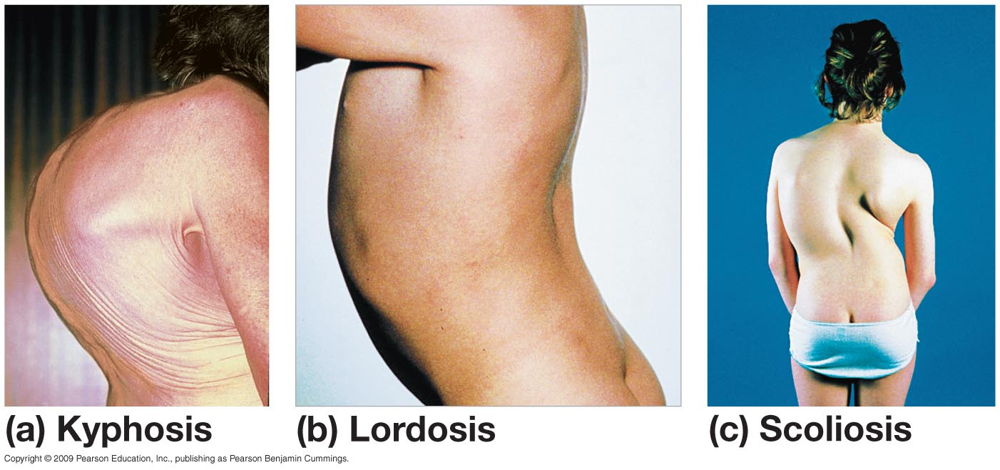 (a) Kyphosis
(b) Lordosis
(c) Scoliosis
Copyright © 2009 Pearson Education, Inc., publishing as Pearson Benjamin Cummings.